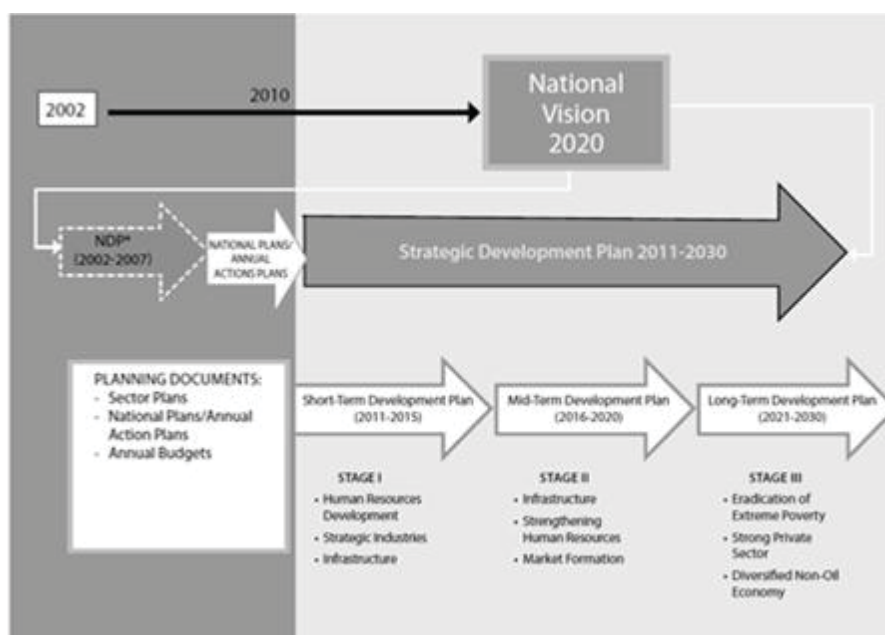 2002
2010
National
Vision
2020
NDP*
(2002-2007)
NATIONAL PLANS/
ANNUAL
ACTIONS PLANS
Strategic Development Plan 2011-2030
PLANNING DOCUMENTS:
- Sector Plans
- National Plans/Annual
Action Plans
- Annual Budgets
Short-Term Development Plan
(2011-2015)
Mid-Term Development Plan
(2016-2020)
Long-Term Development Plan
(2021-2030)
STAGE I
• Human Resources
Development
• Strategic Industries
• Infrastructure
STAGE II
• Infrastructure
• Strengthening
Human Resources
• Market Formation
STAGE III
• Eradication of
Extreme Poverty
• Strong Private
Sector
• Diversified Non-Oil
Economy